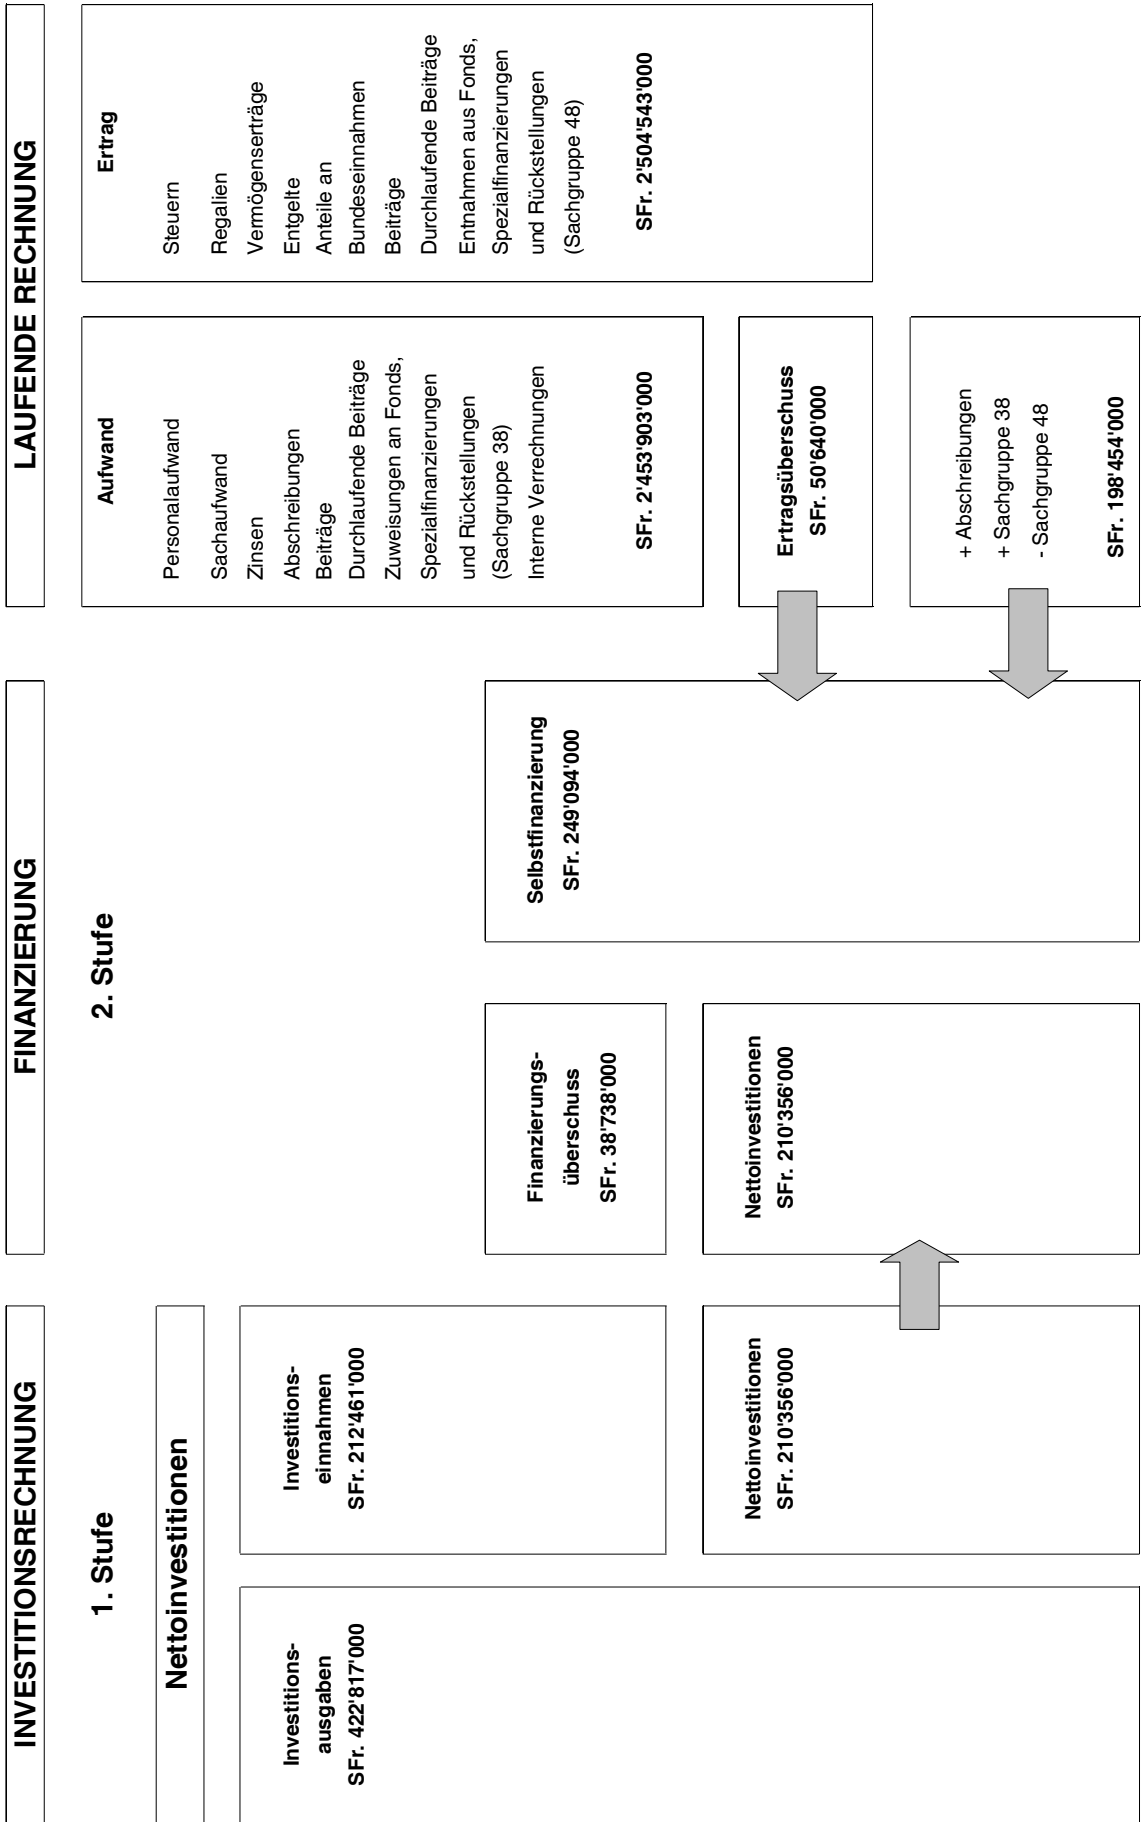 INVESTITIONSRECHNUNG
1. Stufe
Nettoinvestitionen
Investitions-
ausgaben
SFr. 422'817'000
Investitions-
einnahmen
SFr. 212'461'000
Nettoinvestitionen
SFr. 210'356'000
FINANZIERUNG
2. Stufe
Finanzierungs-
überschuss
SFr. 38'738'000
Nettoinvestitionen
SFr. 210'356'000
Selbstfinanzierung
SFr. 249'094'000
LAUFENDE RECHNUNG
Aufwand
Personalaufwand
Sachaufwand
Zinsen
Abschreibungen
Beiträge
Durchlaufende Beiträge
Zuweisungen an Fonds,
Spezialfinanzierungen
und Rückstellungen
(Sachgruppe 38)
Interne Verrechnungen
SFr. 2'453'903'000
Ertragsüberschuss
SFr. 50'640'000
+ Abschreibungen
+ Sachgruppe 38
- Sachgruppe 48
SFr. 198'454'000
Ertrag
Steuern
Regalien
Vermögenserträge
Entgelte
Anteile an
Bundeseinnahmen
Beiträge
Durchlaufende Beiträge
Entnahmen aus Fonds,
Spezialfinanzierungen
und Rückstellungen
(Sachgruppe 48)
SFr. 2'504'543'000